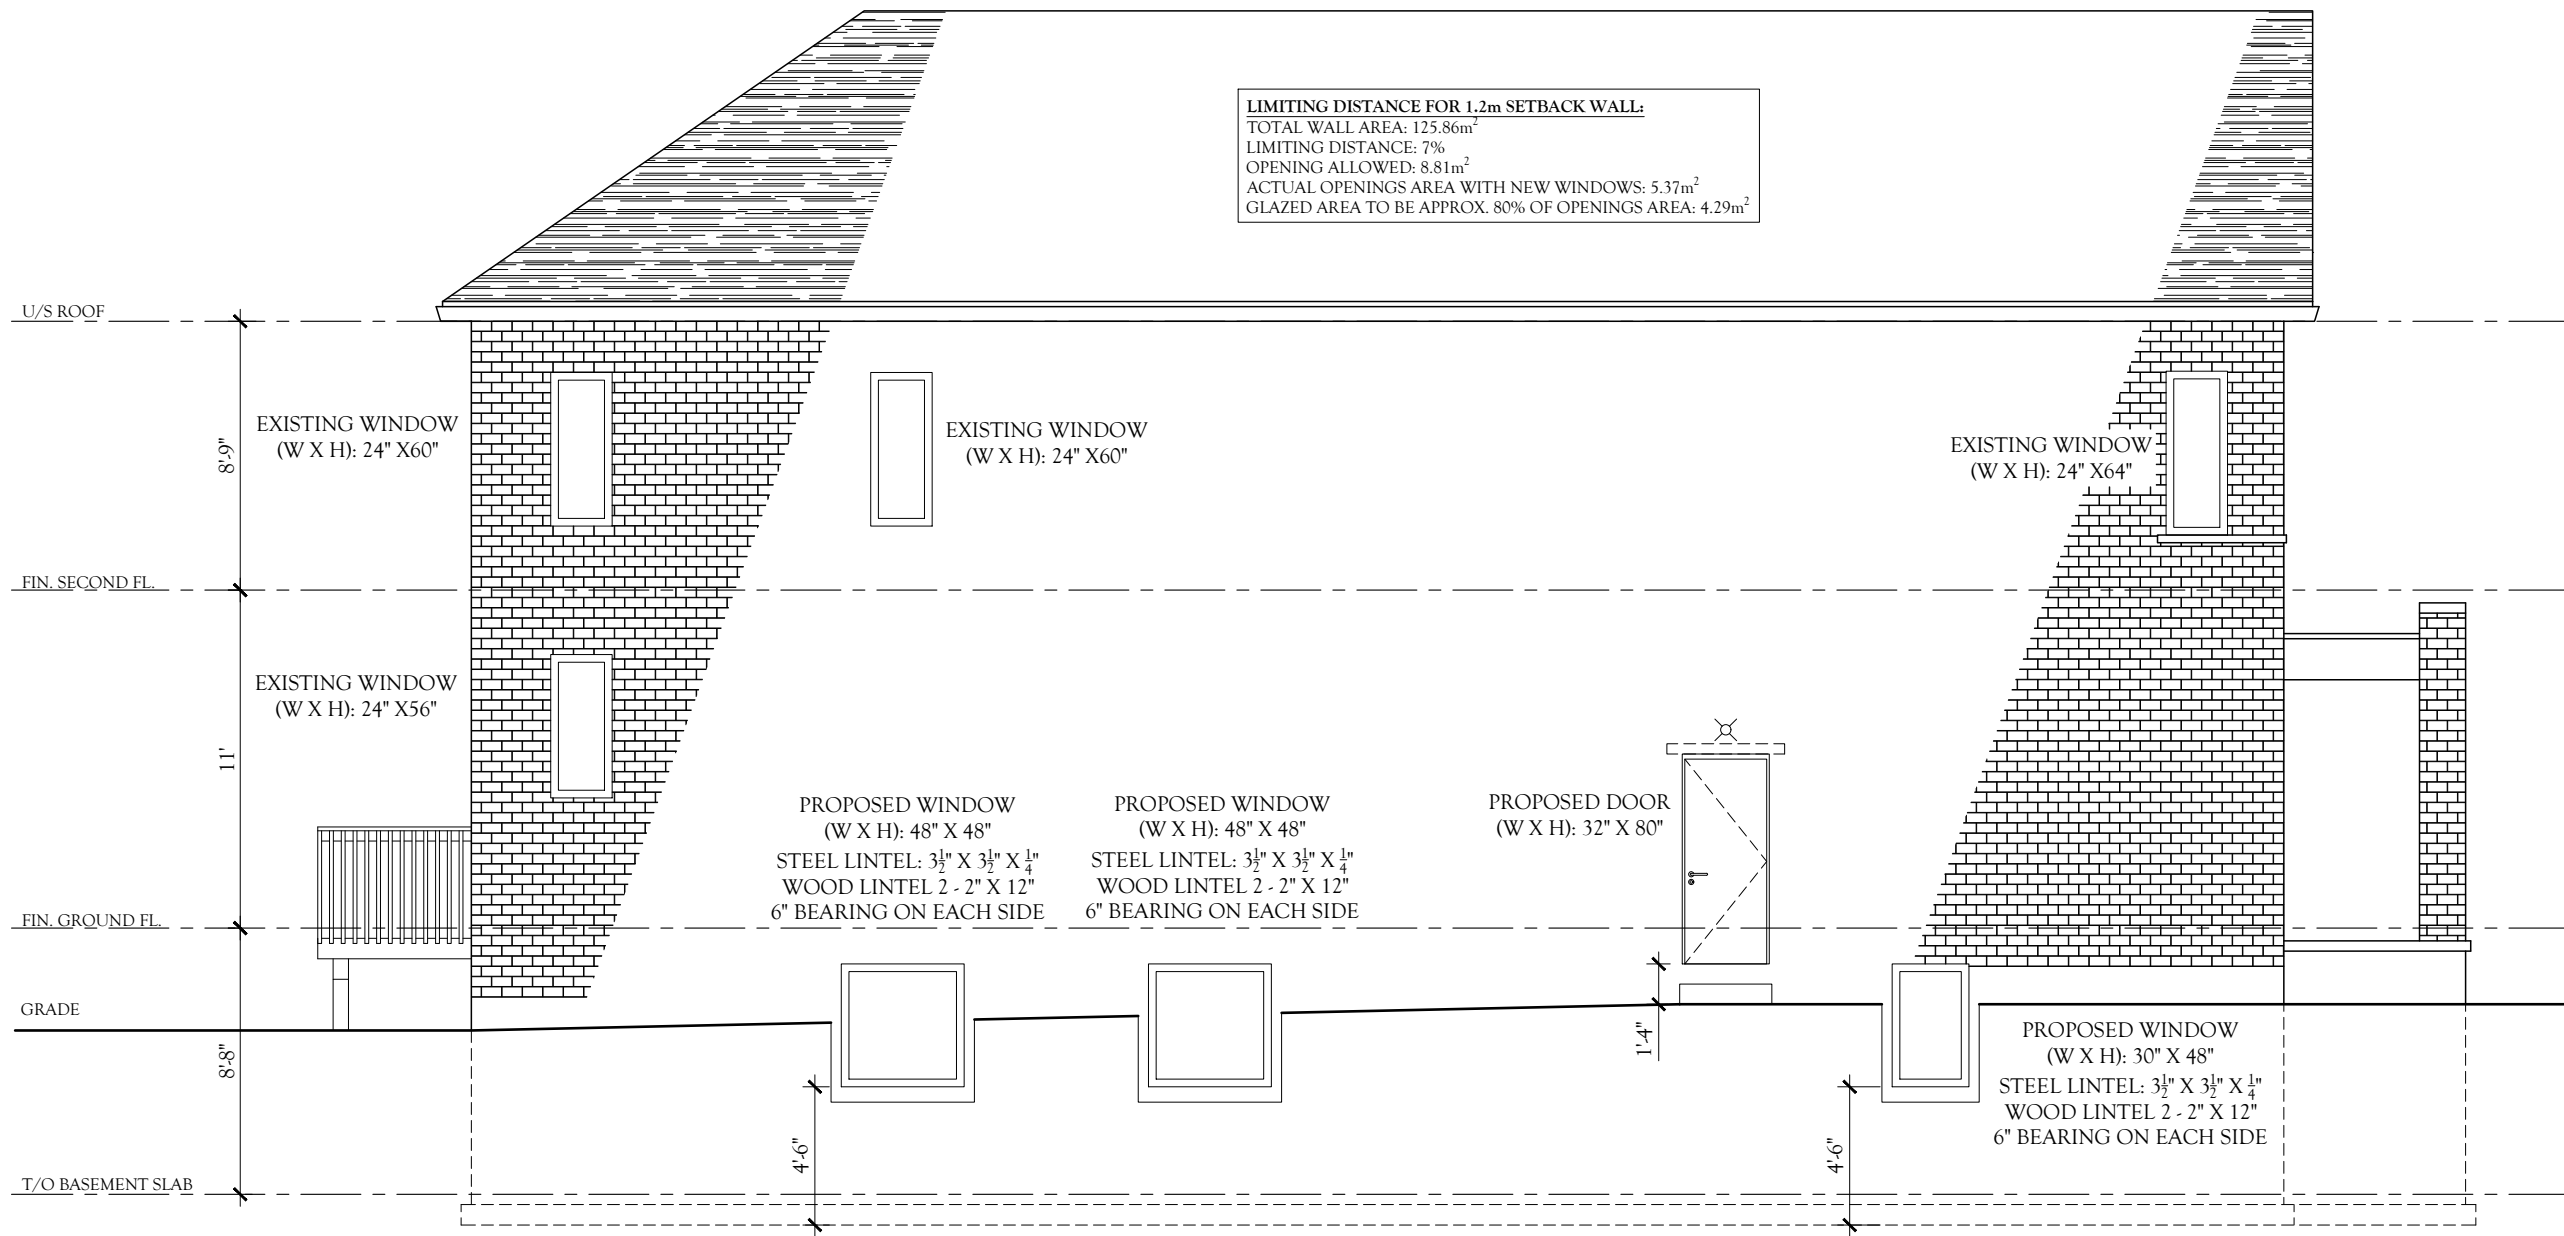 LIMITING DISTANCE FOR 1.2m SETBACK WALL:
TOTAL WALL AREA: 125.86m²
LIMITING DISTANCE: 7%
OPENING ALLOWED: 8.81m²
ACTUAL OPENINGS AREA WITH NEW WINDOWS: 5.37m²
GLAZED AREA TO BE APPROX. 80% OF OPENINGS AREA: 4.29m²
U/S ROOF
8'-9"
EXISTING WINDOW
(W X H): 24" X60"
EXISTING WINDOW
(W X H): 24" X60"
EXISTING WINDOW
(W X H): 24" X64"
FIN. SECOND FL.
11'
EXISTING WINDOW
(W X H): 24" X56"
PROPOSED WINDOW
(W X H): 48" X 48"
STEEL LINTEL: 3½" X 3½" X ¼"
WOOD LINTEL 2 - 2" X 12"
6" BEARING ON EACH SIDE
PROPOSED WINDOW
(W X H): 48" X 48"
STEEL LINTEL: 3½" X 3½" X ¼"
WOOD LINTEL 2 - 2" X 12"
6" BEARING ON EACH SIDE
PROPOSED DOOR
(W X H): 32" X 80"
FIN. GROUND FL.
GRADE
8'-8"
1'-4"
PROPOSED WINDOW
(W X H): 30" X 48"
STEEL LINTEL: 3½" X 3½" X ¼"
WOOD LINTEL 2 - 2" X 12"
6" BEARING ON EACH SIDE
4'-6"
4'-6"
T/O BASEMENT SLAB